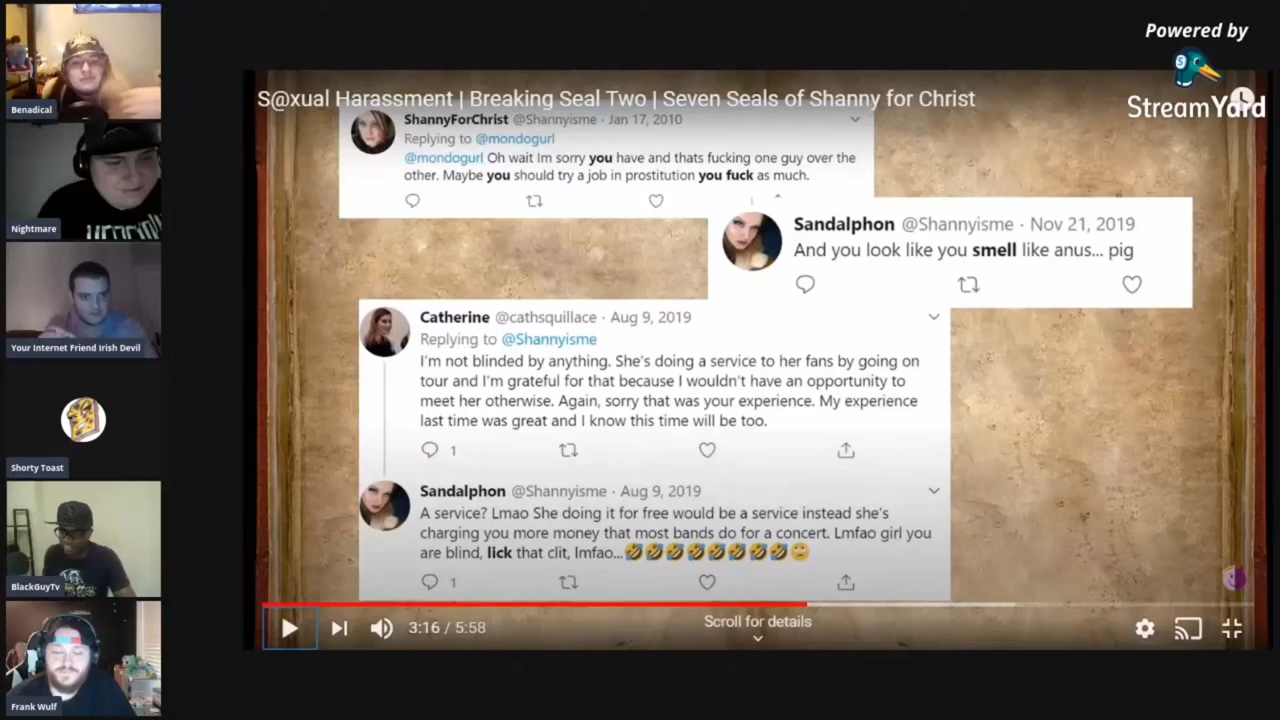 Powered by
StreamYard
Benadical
Nightmare
Your Internet Friend Irish Devil
Shorty Toast
BlackGuyTv
Frank Wulf
S@xual Harassment | Breaking Seal Two | Seven Seals of Shanny for Christ
ShannyForChrist @Shannyisme · Jan 17, 2010
Replying to @mondogurl
@mondogurl Oh wait Im sorry you have and thats fucking one guy over the
other. Maybe you should try a job in prostitution you fuck as much.
Sandalphon @Shannyisme · Nov 21, 2019
And you look like you smell like anus... pig
Catherine @cathsquillace · Aug 9, 2019
Replying to @Shannyisme
I'm not blinded by anything. She's doing a service to her fans by going on
tour and I'm grateful for that because I wouldn't have an opportunity to
meet her otherwise. Again, sorry that was your experience. My experience
last time was great and I know this time will be too.
1
Sandalphon @Shannyisme · Aug 9, 2019
A service? Lmao She doing it for free would be a service instead she's
charging you more money that most bands do for a concert. Lmfao girl you
are blind, lick that clit, lmfao...🤣🤣🤣🤣🤣🤣🤣🤣🙄
1
3:16 / 5:58
Scroll for details